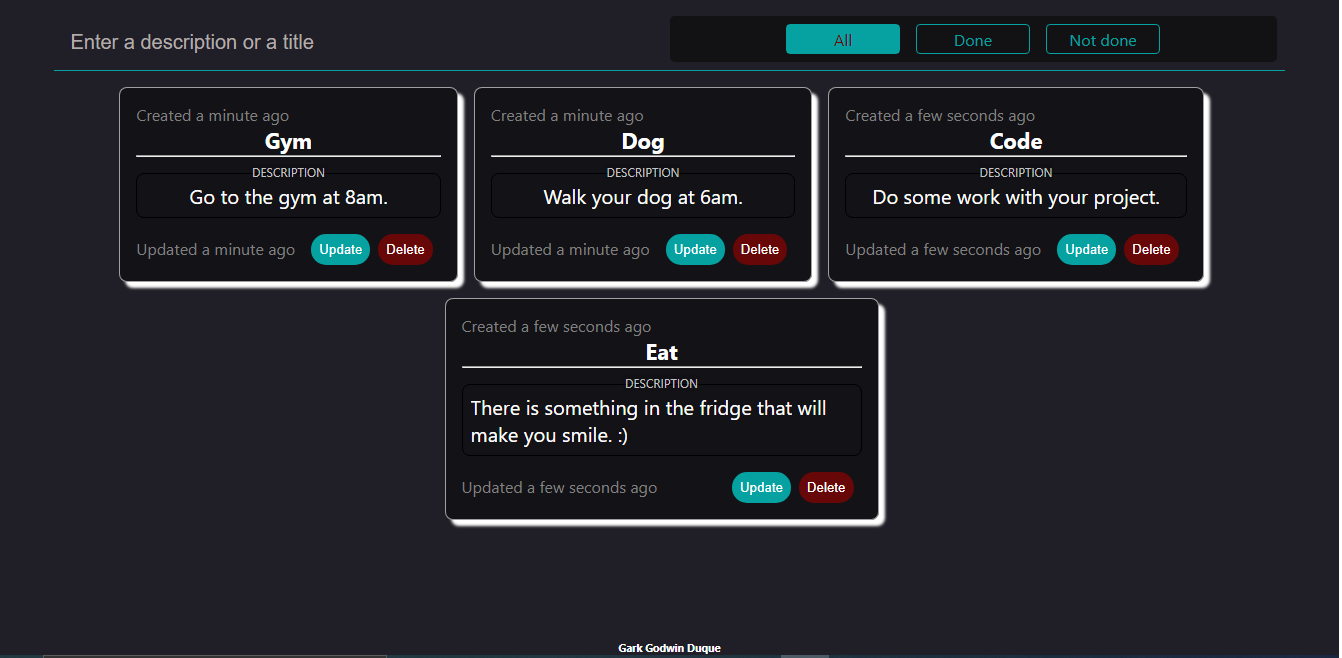 Enter a description or a title
All
Done
Not done
Created a minute ago
Gym
DESCRIPTION
Go to the gym at 8am.
Updated a minute ago
Update
Delete
Created a minute ago
Dog
DESCRIPTION
Walk your dog at 6am.
Updated a minute ago
Update
Delete
Created a few seconds ago
Code
DESCRIPTION
Do some work with your project.
Updated a few seconds ago
Update
Delete
Created a few seconds ago
Eat
DESCRIPTION
There is something in the fridge that will
make you smile. :)
Updated a few seconds ago
Update
Delete
Gark Godwin Duque